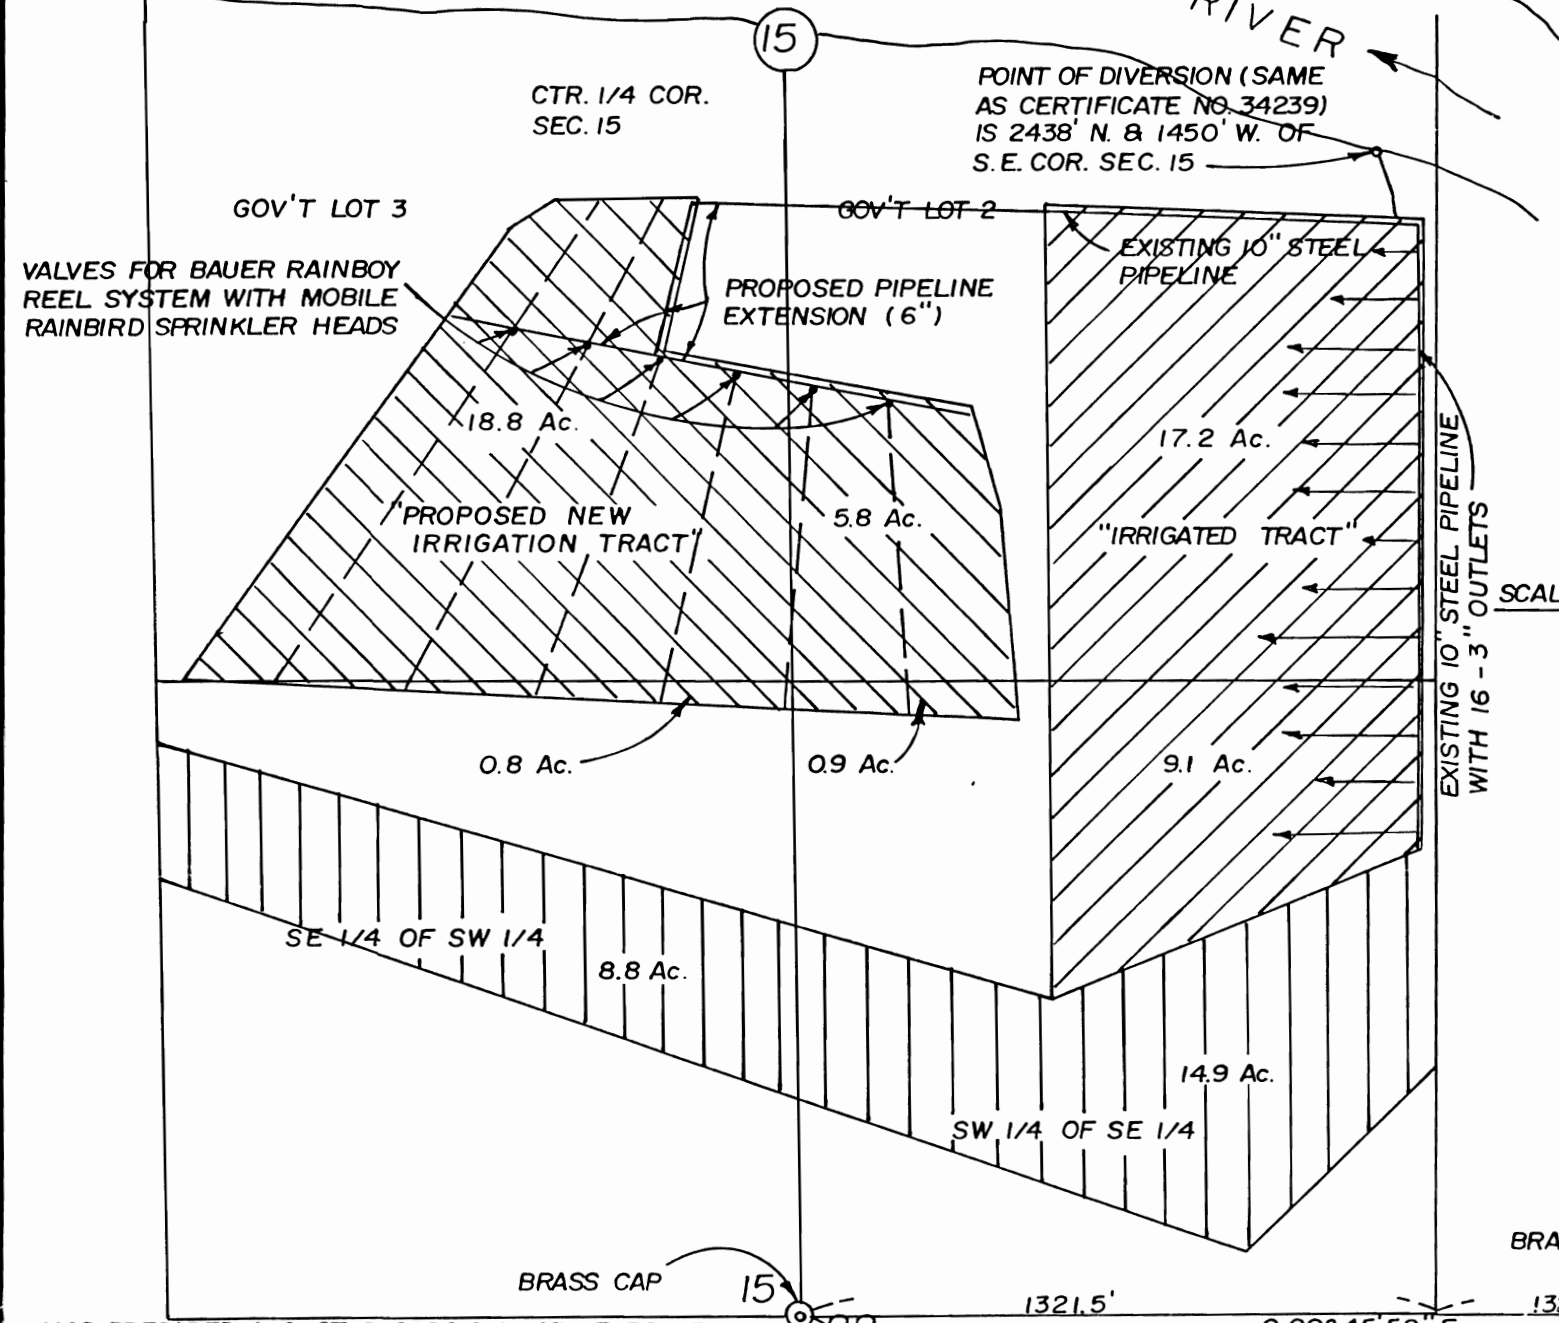 RIVER
15
CTR. 1/4 COR.
SEC. 15
POINT OF DIVERSION (SAME
AS CERTIFICATE NO. 34239)
IS 2438' N. & 1450' W. OF
S.E. COR. SEC. 15
GOV'T LOT 3
GOV'T LOT 2
VALVES FOR BAUER RAINBOY
REEL SYSTEM WITH MOBILE
RAINBIRD SPRINKLER HEADS
EXISTING 10" STEEL
PIPELINE
PROPOSED PIPELINE
EXTENSION (6")
18.8 Ac.
17.2 Ac.
"PROPOSED NEW
IRRIGATION TRACT"
5.8 Ac.
"IRRIGATED TRACT"
EXISTING 10" STEEL PIPELINE
WITH 16-3" OUTLETS
SCAL
0.8 Ac.
0.9 Ac.
9.1 Ac.
SE 1/4 OF SW 1/4
8.8 Ac.
14.9 Ac.
SW 1/4 OF SE 1/4
BRASS CAP
15
1321.5'
BRA